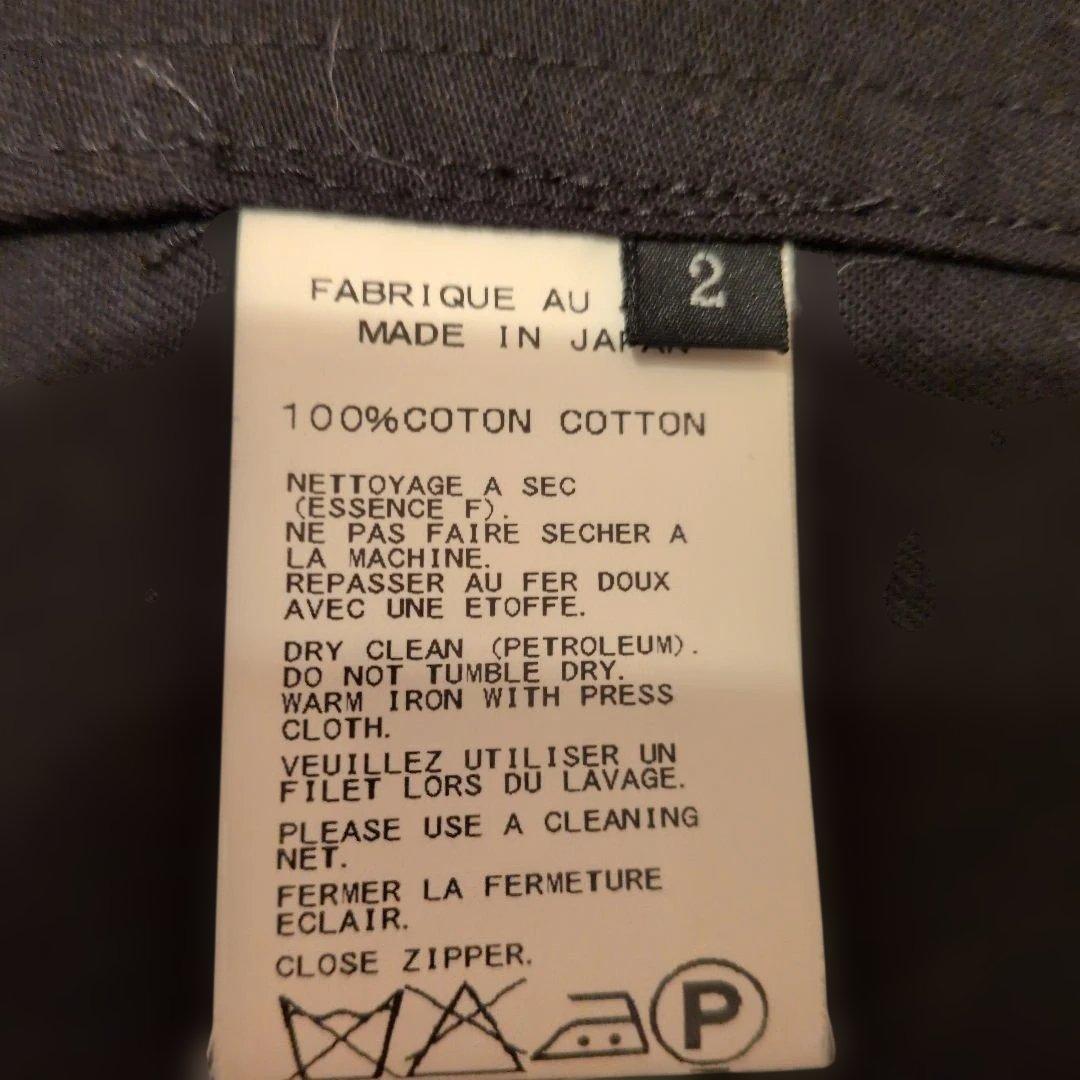 2
FABRIQUE AU
MADE IN JAPAN
100%COTON COTTON
NETTOYAGE A SEC
(ESSENCE F).
NE PAS FAIRE SECHER A
LA MACHINE.
REPASSER AU FER DOUX
AVEC UNE ETOFFE.
DRY CLEAN (PETROLEUM).
DO NOT TUMBLE DRY.
WARM IRON WITH PRESS
CLOTH.
VEUILLEZ UTILISER UN
FILET LORS DU LAVAGE.
PLEASE USE A CLEANING
NET.
FERMER LA FERMETURE
ECLAIR.
CLOSE ZIPPER.
P